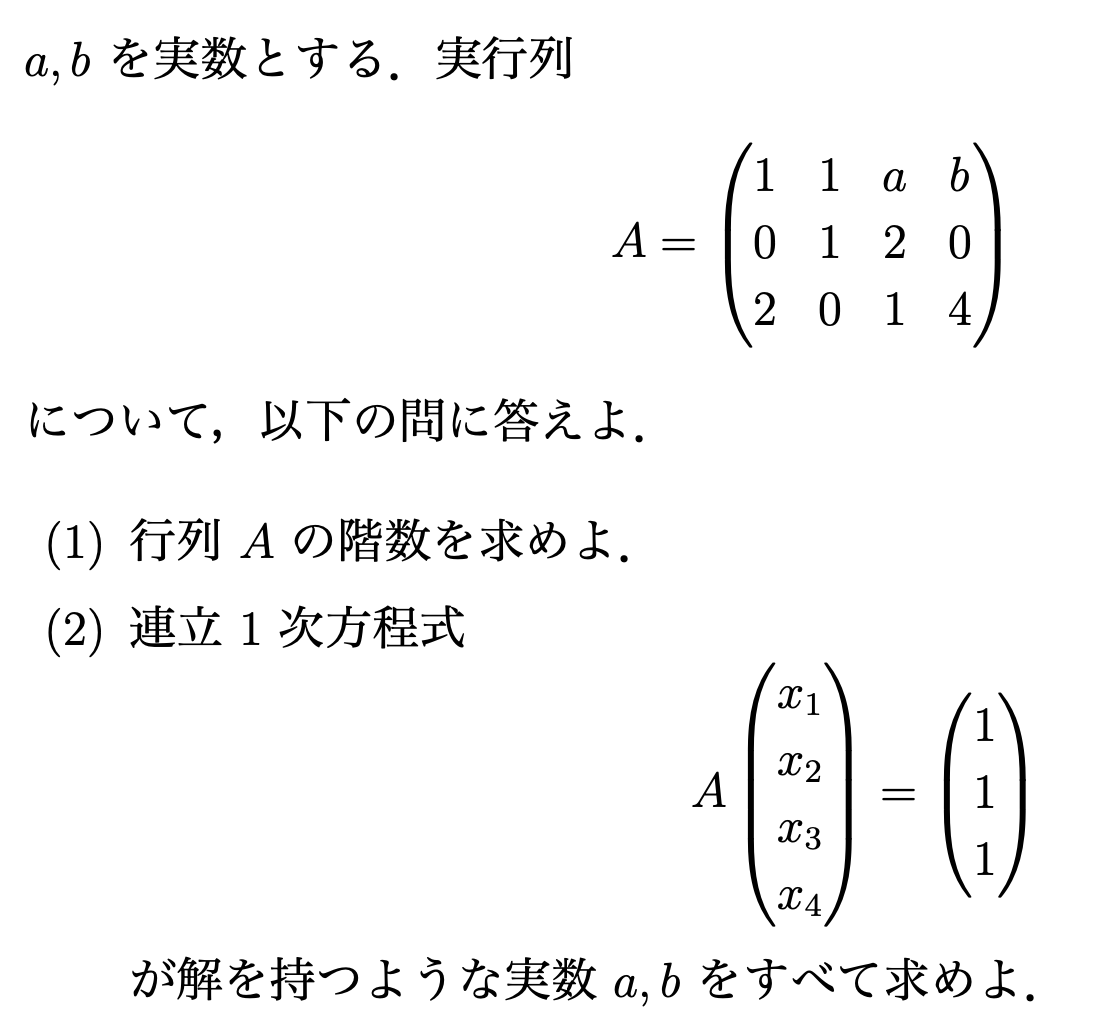 a, b を実数とする．実行列
A = \begin{pmatrix} 1 & 1 & a & b \\ 0 & 1 & 2 & 0 \\ 2 & 0 & 1 & 4 \end{pmatrix}
について，以下の問に答えよ．
(1) 行列 A の階数を求めよ．
(2) 連立 1 次方程式
A \begin{pmatrix} x_1 \\ x_2 \\ x_3 \\ x_4 \end{pmatrix} = \begin{pmatrix} 1 \\ 1 \\ 1 \end{pmatrix}
が解を持つような実数 a, b をすべて求めよ．